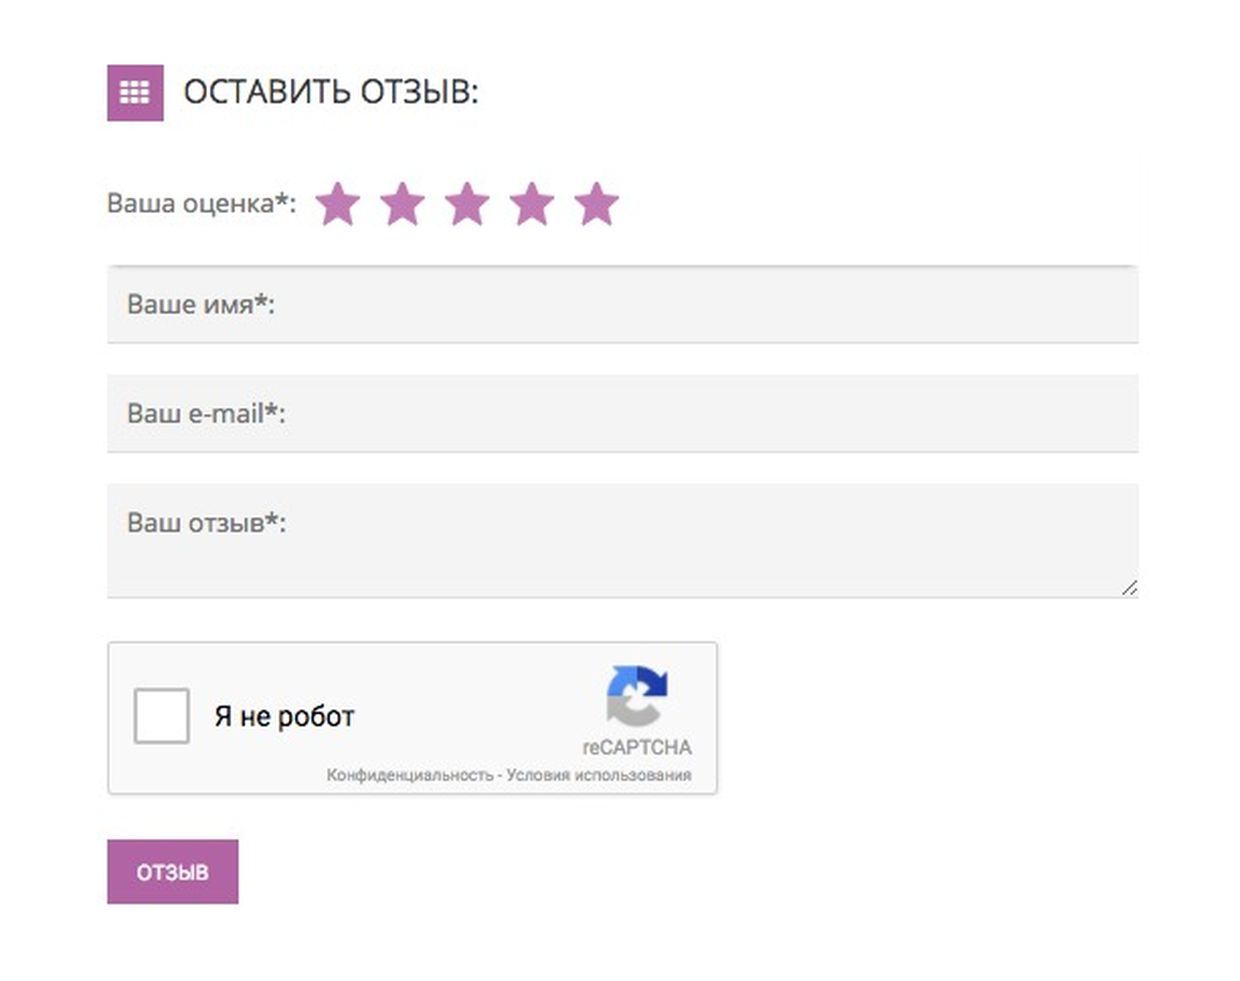 ОСТАВИТЬ ОТЗЫВ:
Ваша оценка*:
Ваше имя*:
Ваш e-mail*:
Ваш отзыв*:
Я не робот
reCAPTCHA
Конфиденциальность - Условия использования
ОТЗЫВ